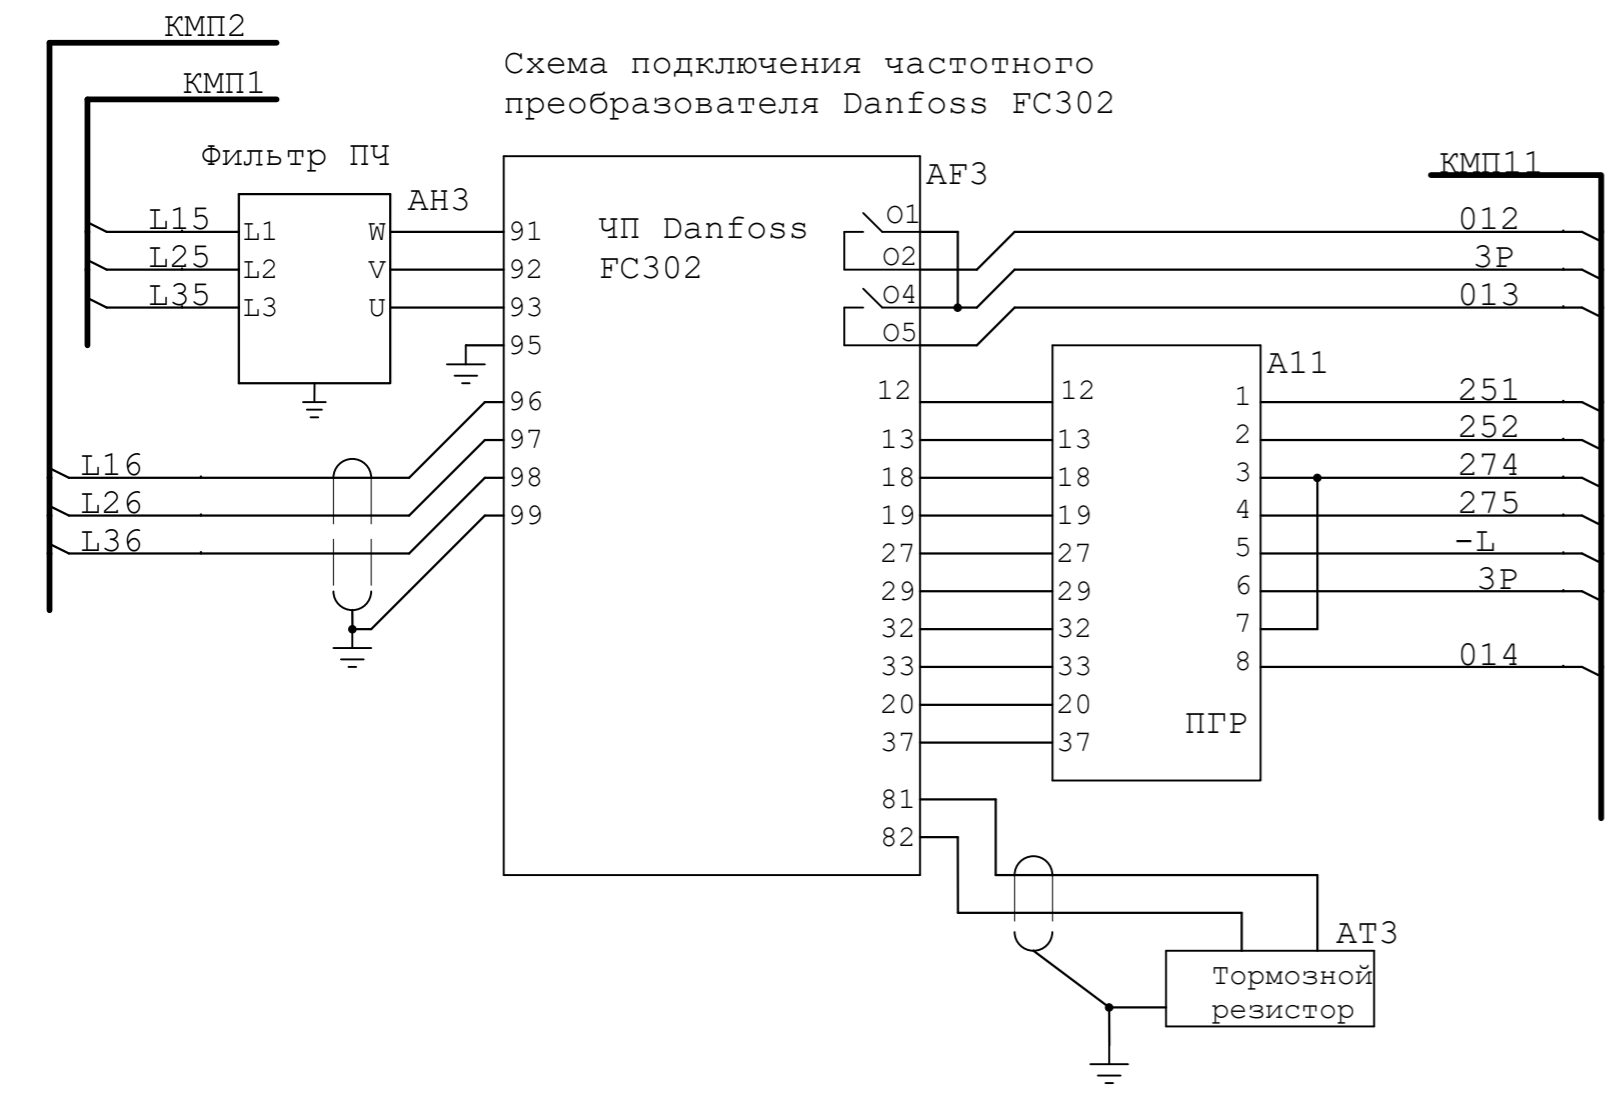 КМП2
Схема подключения частотного
преобразователя Danfoss FC302
КМП1
Фильтр ПЧ
АН3
AF3
КМП11
L15
L25
L35
L1
L2
L3
W
V
U
91
92
93
95
96
97
98
99
ЧП Danfoss
FC302
O1
O2
O4
O5
012
3P
013
L16
L26
L36
12
13
18
19
27
29
32
33
20
37
81
82
12
13
18
19
27
29
32
33
20
37
A11
1
2
3
4
5
6
7
8
ПГР
251
252
274
275
-L
3P
014
АТ3
Тормозной
резистор